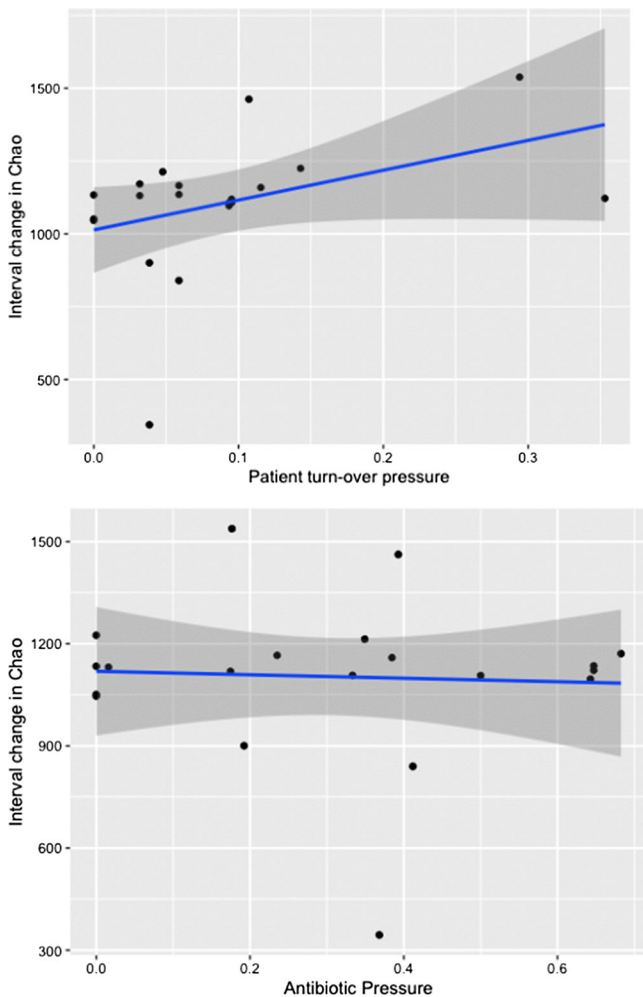 Interval change in Chao
1500
1000
500
0.0 0.1 0.2 0.3
Patient turn-over pressure
Interval change in Chao
1500
1200
900
600
300
0.0 0.2 0.4 0.6
Antibiotic Pressure